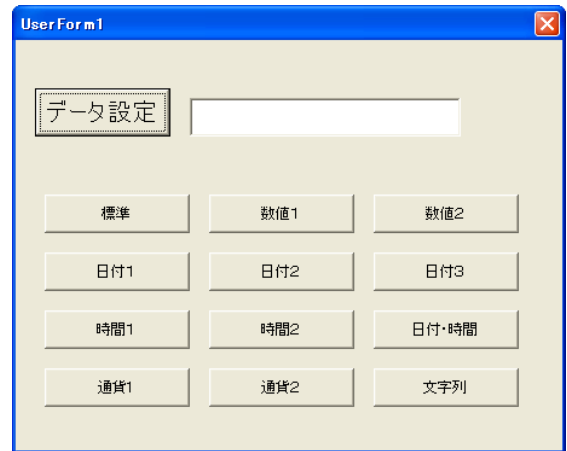 UserForm1
データ設定
標準 数値1 数値2
日付1 日付2 日付3
時間1 時間2 日付・時間
通貨1 通貨2 文字列